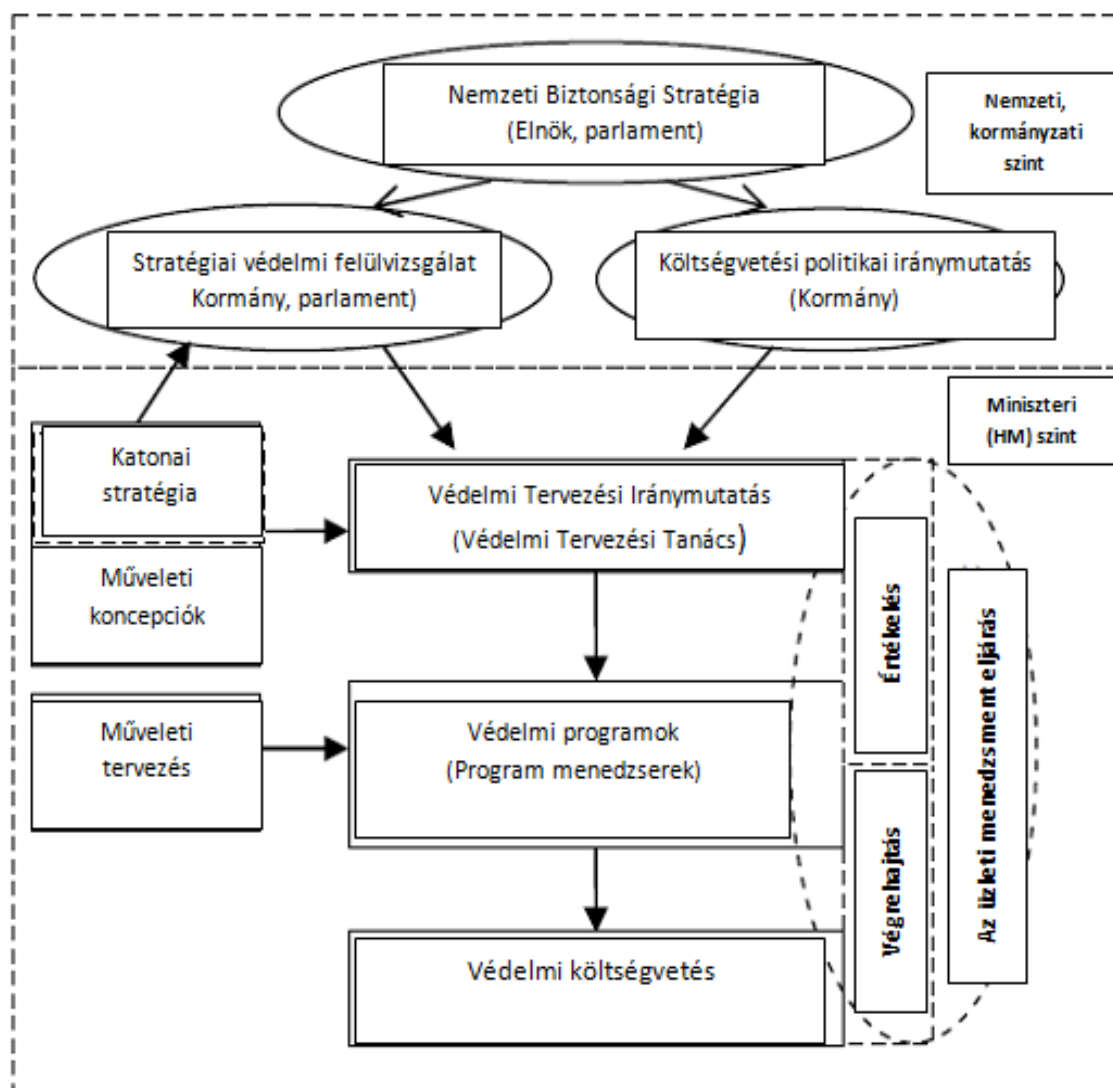 Nemzeti Biztonsági Stratégia
(Elnök, parlament)
Nemzeti,
kormányzati
szint
Stratégiai védelmi felülvizsgálat
Kormány, parlament)
Költségvetési politikai iránymutatás
(Kormány)
Miniszteri
(HM) szint
Katonai
stratégia
Védelmi Tervezési Iránymutatás
(Védelmi Tervezési Tanács)
Műveleti
koncepciók
Értékelés
Az üzleti menedzsment eljárás
Műveleti
tervezés
Védelmi programok
(Program menedzserek)
Végrehajtás
Védelmi költségvetés